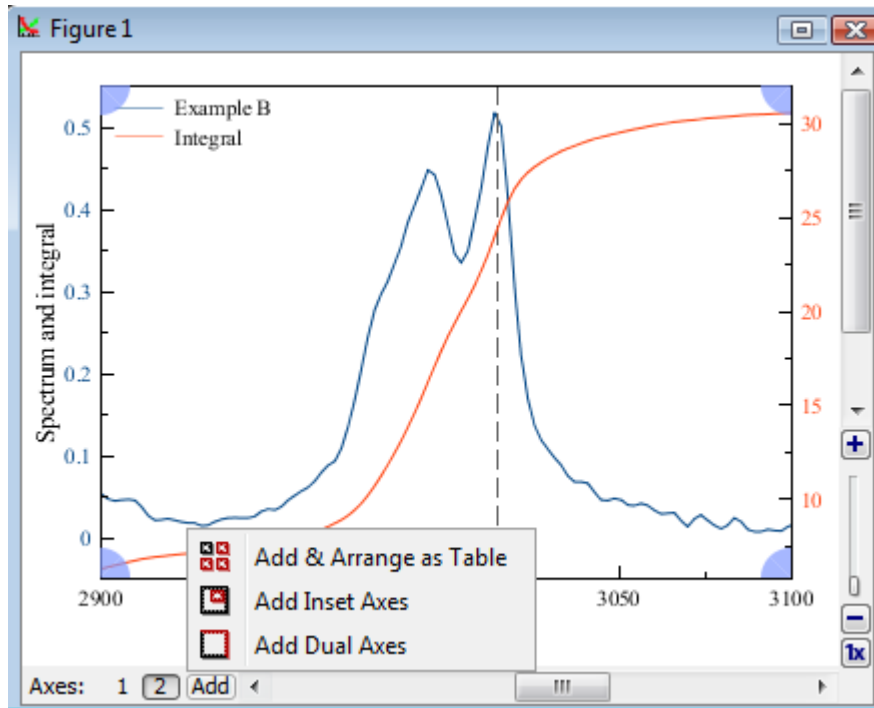 Figure 1
Example B
Integral
Spectrum and integral
0.5
0.4
0.3
0.2
0.1
0
30
25
20
15
10
2900
3050
3100
Add & Arrange as Table
Add Inset Axes
Add Dual Axes
1x
Axes: 1 2 Add